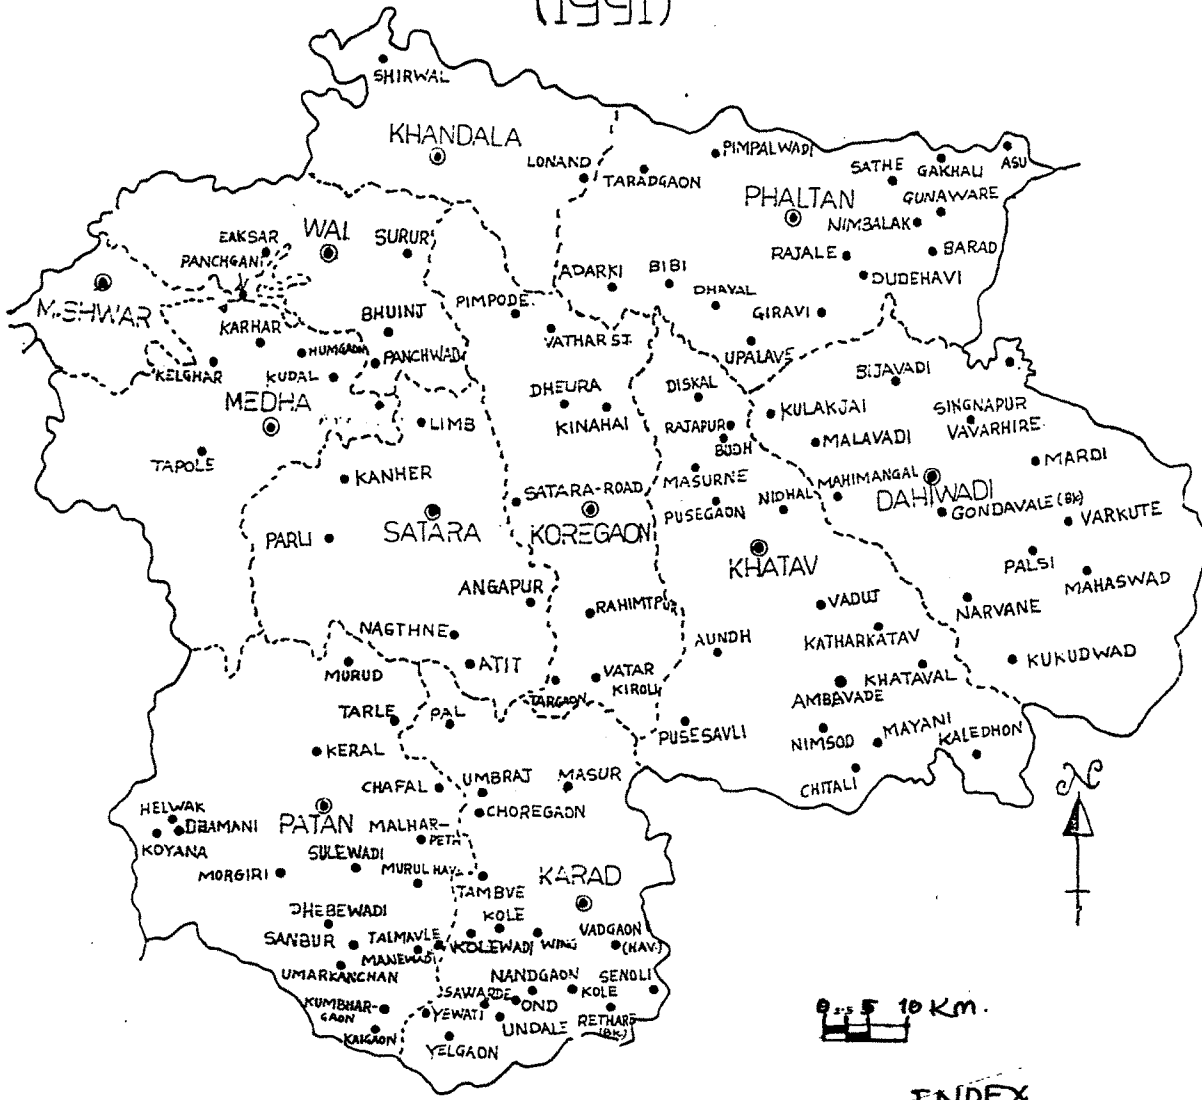 (1991)
SHIRWAL
KHANDALA
LONAND
TARADGAON
PIMPALWADI
SATHE
GAKHALI
ASU
PHALTAN
GUNAWARE
NIMBALAK
RAJALE
BARAD
DUDEHAVI
WAI
SURUR
EAKSAR
PANCHGANI
ADARKI
BIBI
DHAVAL
GIRAVI
M.SHWAR
PIMPODE
BHUINJ
KARHAR
HUMGAON
PANCHWAD
VATHAR ST.
UPALAVE
KELGHAR
KUDAL
MEDHA
DHEURA
KINAHAI
DISKAL
BIJAVADI
KULAKJAI
SINGNAPUR
VAVARHIRE
LIMB
RAJAPUR
BUDH
MALAVADI
MARDI
TAPOLE
KANHER
MASURNE
MAHIMANGAL
DAHIWADI
SATARA-ROAD
PUSEGAON
NIDHAL
GONDAVALE (BK)
VARKUTE
PARLI
SATARA
KOREGAON
KHATAV
PALSI
MAHASWAD
ANGAPUR
RAHIMTPUR
VADUJ
NARVANE
NAGTHNE
AUNDH
KATHARKATAV
KUKUDWAD
MURUD
ATIT
VATAR
KIROLI
KHATAVAL
TARGAON
AMBAVADE
TARLE
PAL
PUSESAVLI
NIMSOD
MAYANI
KALEDHON
KERAL
CHITALI
CHAFAL
UMBRAJ
MASUR
CHOREGAON
HELWAK
DHAMANI
KOYANA
PATAN
MALHAR-
PETH
SULEWADI
MORGIRI
TAMBVE
KARAD
DHEBEWADI
KOLE
SANBUR
TALMAVLE
MANEWADI
KOLEWADI
WING
VADGAON
(HAV.)
UMARKANCHAN
NANDGAON
SENOLI
KUMBHAR-
GAON
SAWARDE
OND
KOLE
YEWATI
UNDALE
RETHARE
(BK.)
YELGAON
N
0 2.5 5 10 Km.
INDEX